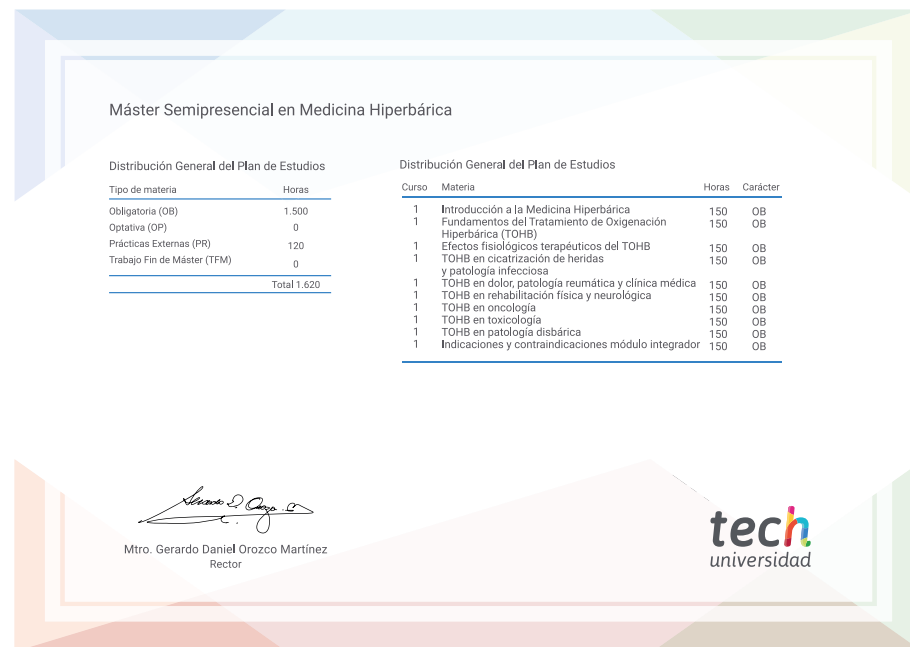 Máster Semipresencial en Medicina Hiperbárica
Distribución General del Plan de Estudios
Tipo de materia Horas
Obligatoria (OB) 1.500
Optativa (OP) 0
Prácticas Externas (PR) 120
Trabajo Fin de Máster (TFM) 0
Total 1.620
Distribución General del Plan de Estudios
Curso Materia Horas Carácter
1 Introducción a la Medicina Hiperbárica 150 OB
1 Fundamentos del Tratamiento de Oxigenación 150 OB
Hiperbárica (TOHB)
1 Efectos fisiológicos terapéuticos del TOHB 150 OB
1 TOHB en cicatrización de heridas 150 OB
y patología infecciosa
1 TOHB en dolor, patología reumática y clínica médica 150 OB
1 TOHB en rehabilitación física y neurológica 150 OB
1 TOHB en oncología 150 OB
1 TOHB en toxicología 150 OB
1 TOHB en patología disbárica 150 OB
1 Indicaciones y contraindicaciones módulo integrador 150 OB
Mtro. Gerardo Daniel Orozco Martínez
Rector
tech
universidad